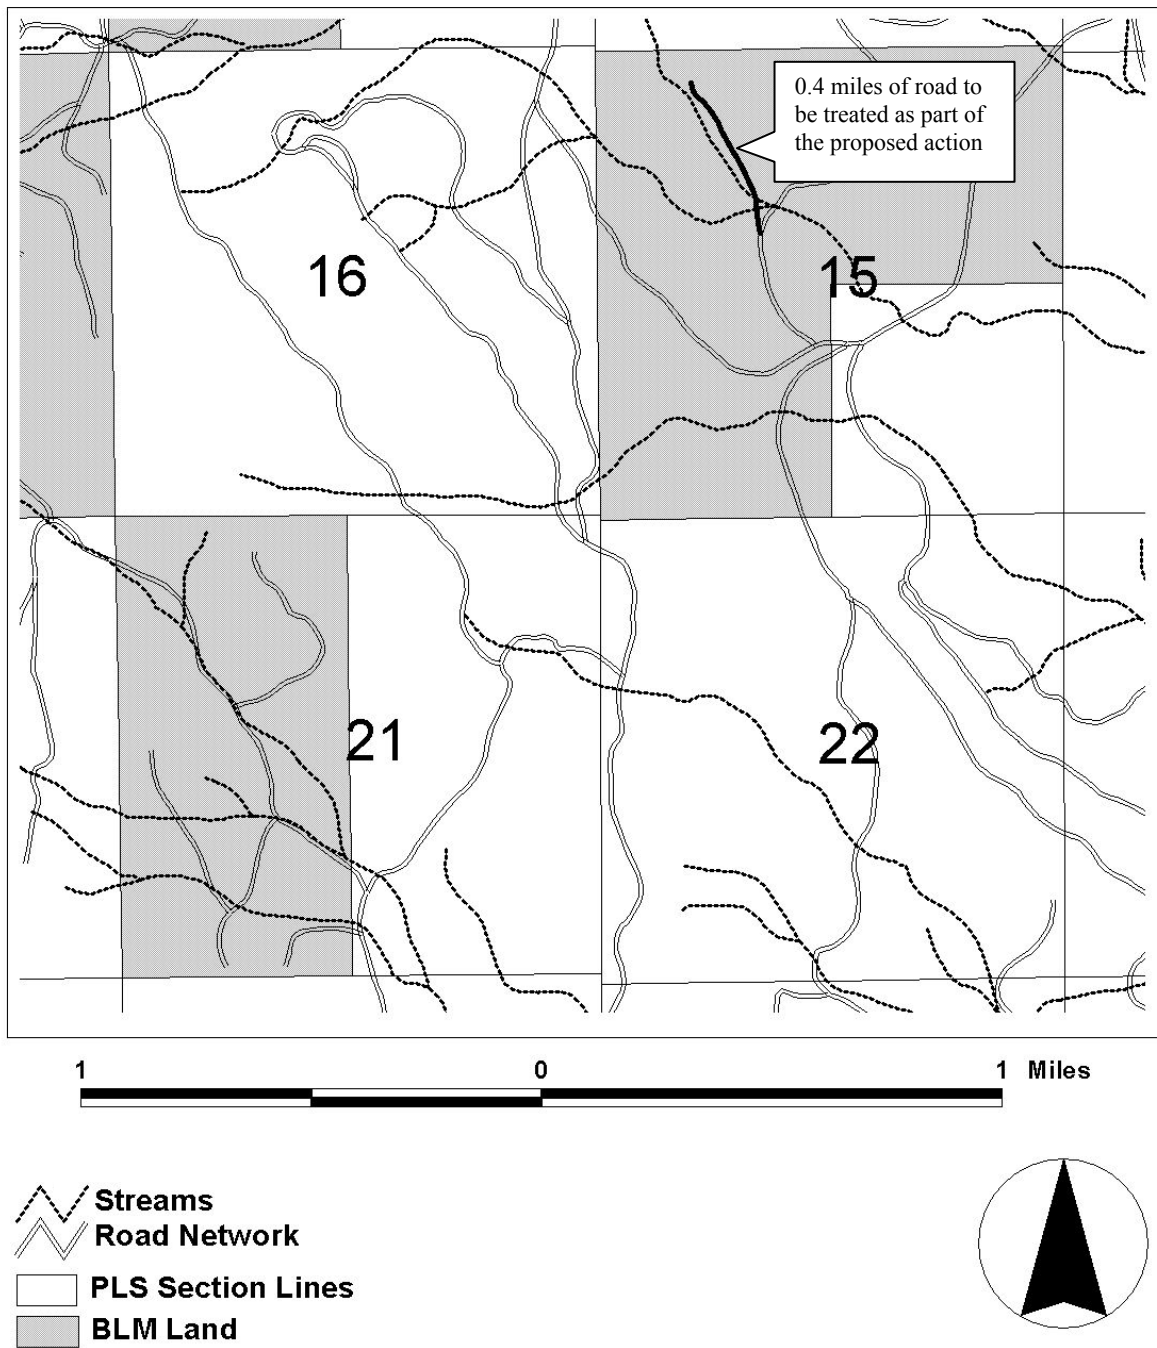 0.4 miles of road to
be treated as part of
the proposed action
16
15
21
22
1 0 1 Miles
Streams
Road Network
PLS Section Lines
BLM Land